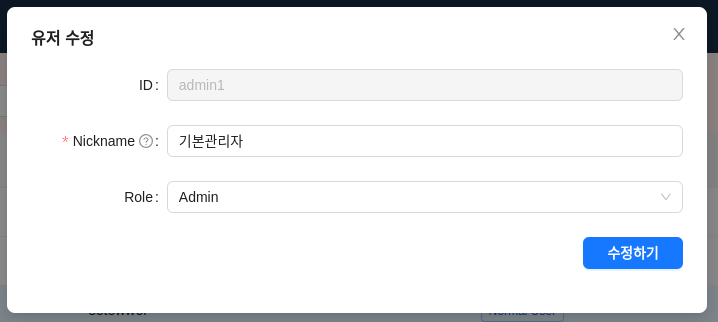 유저 수정
ID :
admin1
* Nickname ? :
기본관리자
Role :
Admin
수정하기